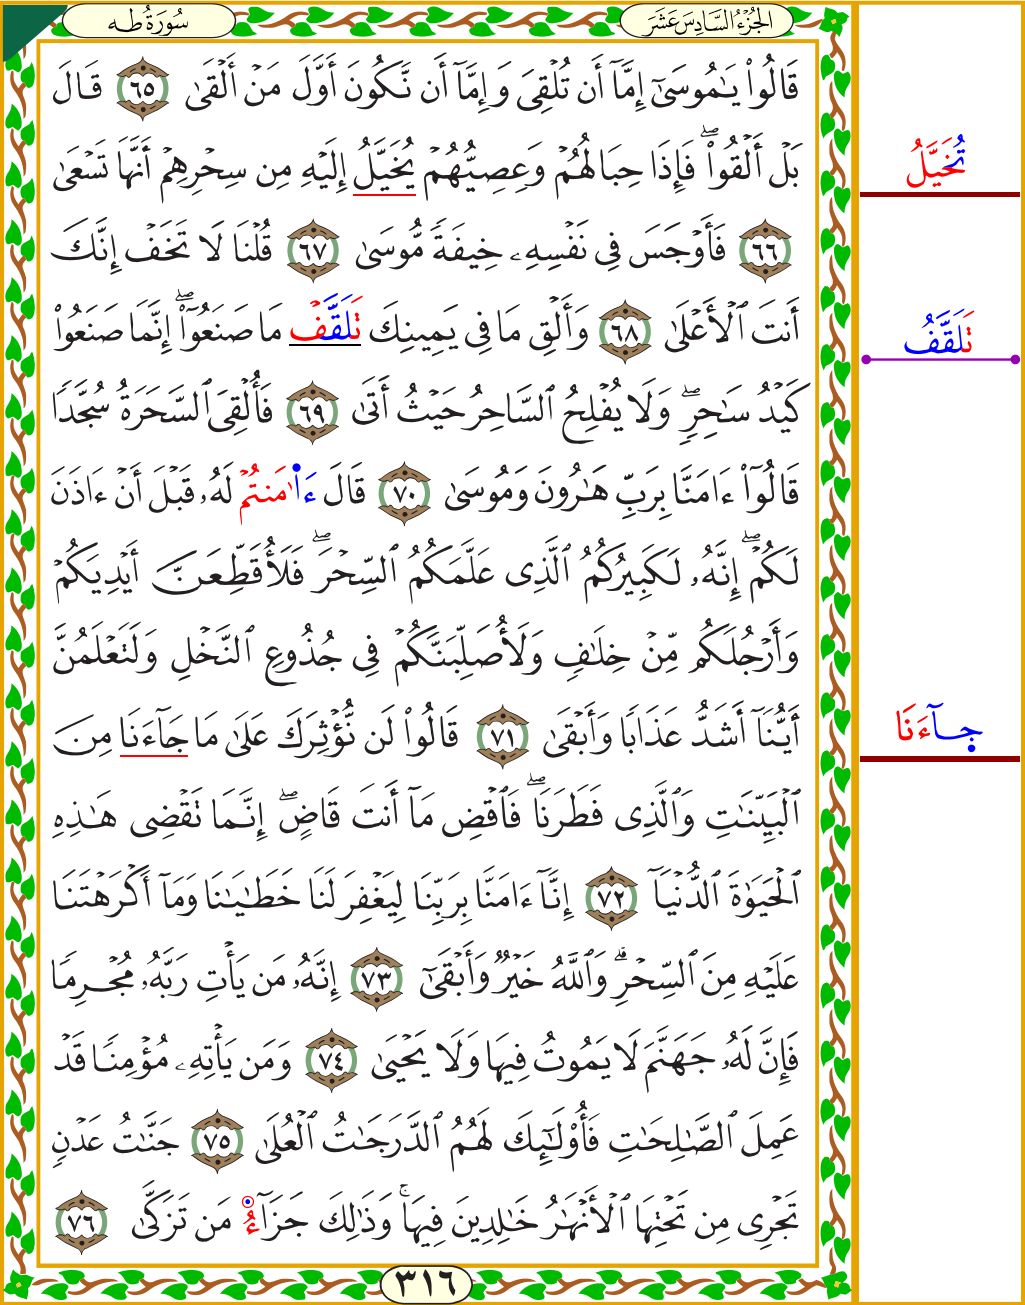 الجُزْءُ السَّادِسَ عَشَرَ
سُورَةُ طه
قَالُوا۟ يَـٰمُوسَىٰٓ إِمَّآ أَن تُلْقِىَ وَإِمَّآ أَن نَّكُونَ أَوَّلَ مَنْ أَلْقَىٰ ٦٥ قَالَ
بَلْ أَلْقُوا۟ ۖ فَإِذَا حِبَالُهُمْ وَعِصِيُّهُمْ يُخَيَّلُ إِلَيْهِ مِن سِحْرِهِمْ أَنَّهَا تَسْعَىٰ
٦٦ فَأَوْجَسَ فِى نَفْسِهِۦ خِيفَةً مُّوسَىٰ ٦٧ قُلْنَا لَا تَخَفْ إِنَّكَ
أَنتَ ٱلْأَعْلَىٰ ٦٨ وَأَلْقِ مَا فِى يَمِينِكَ تَلَقَّفْ مَا صَنَعُوٓا۟ ۖ إِنَّمَا صَنَعُوا۟
كَيْدُ سَـٰحِرٍ ۖ وَلَا يُفْلِحُ ٱلسَّاحِرُ حَيْثُ أَتَىٰ ٦٩ فَأُلْقِىَ ٱلسَّحَرَةُ سُجَّدًا
قَالُوٓا۟ ءَامَنَّا بِرَبِّ هَـٰرُونَ وَمُوسَىٰ ٧٠ قَالَ ءَا۬مَنتُمْ لَهُۥ قَبْلَ أَنْ ءَاذَنَ
لَكُمْ ۖ إِنَّهُۥ لَكَبِيرُكُمُ ٱلَّذِى عَلَّمَكُمُ ٱلسِّحْرَ ۖ فَلَأُقَطِّعَنَّ أَيْدِيَكُمْ
وَأَرْجُلَكُم مِّنْ خِلَـٰفٍ وَلَأُصَلِّبَنَّكُمْ فِى جُذُوعِ ٱلنَّخْلِ وَلَتَعْلَمُنَّ
أَيُّنَآ أَشَدُّ عَذَابًا وَأَبْقَىٰ ٧١ قَالُوا۟ لَن نُّؤْثِرَكَ عَلَىٰ مَا جَآءَنَا مِنَ
ٱلْبَيِّنَـٰتِ وَٱلَّذِى فَطَرَنَا ۖ فَٱقْضِ مَآ أَنتَ قَاضٍ ۖ إِنَّمَا تَقْضِى هَـٰذِهِ
ٱلْحَيَوٰةَ ٱلدُّنْيَآ ٧٢ إِنَّآ ءَامَنَّا بِرَبِّنَا لِيَغْفِرَ لَنَا خَطَـٰيَـٰنَا وَمَآ أَكْرَهْتَنَا
عَلَيْهِ مِنَ ٱلسِّحْرِ ۗ وَٱللَّهُ خَيْرٌ وَأَبْقَىٰٓ ٧٣ إِنَّهُۥ مَن يَأْتِ رَبَّهُۥ مُجْرِمًا
فَإِنَّ لَهُۥ جَهَنَّمَ لَا يَمُوتُ فِيهَا وَلَا يَحْيَىٰ ٧٤ وَمَن يَأْتِهِۦ مُؤْمِنًا قَدْ
عَمِلَ ٱلصَّـٰلِحَـٰتِ فَأُو۟لَـٰٓئِكَ لَهُمُ ٱلدَّرَجَـٰتُ ٱلْعُلَىٰ ٧٥ جَنَّـٰتُ عَدْنٍ
تَجْرِى مِن تَحْتِهَا ٱلْأَنْهَـٰرُ خَـٰلِدِينَ فِيهَا ۚ وَذَٰلِكَ جَزَآءُ مَن تَزَكَّىٰ ٧٦
تُخَيَّلُ
تَلَقَّفُ
جَآءَنَا
٣١٦